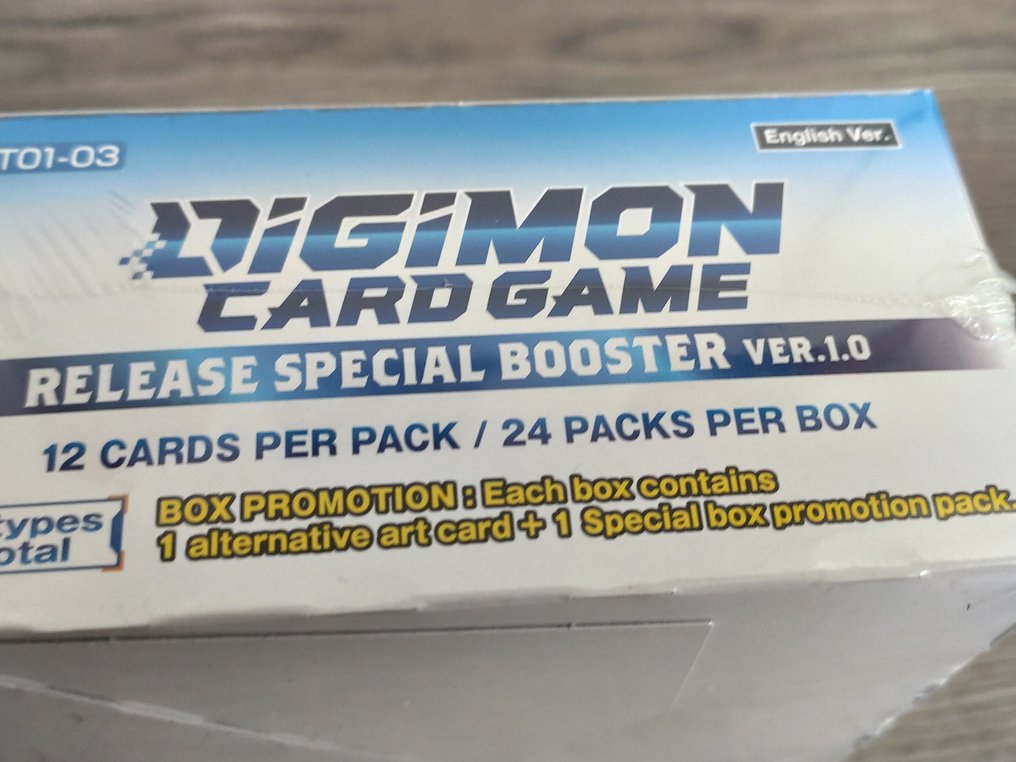 T01-03
English Ver.
DIGIMON
CARD GAME
RELEASE SPECIAL BOOSTER VER.1.0
12 CARDS PER PACK / 24 PACKS PER BOX
types
otal
BOX PROMOTION : Each box contains
1 alternative art card + 1 Special box promotion pack.